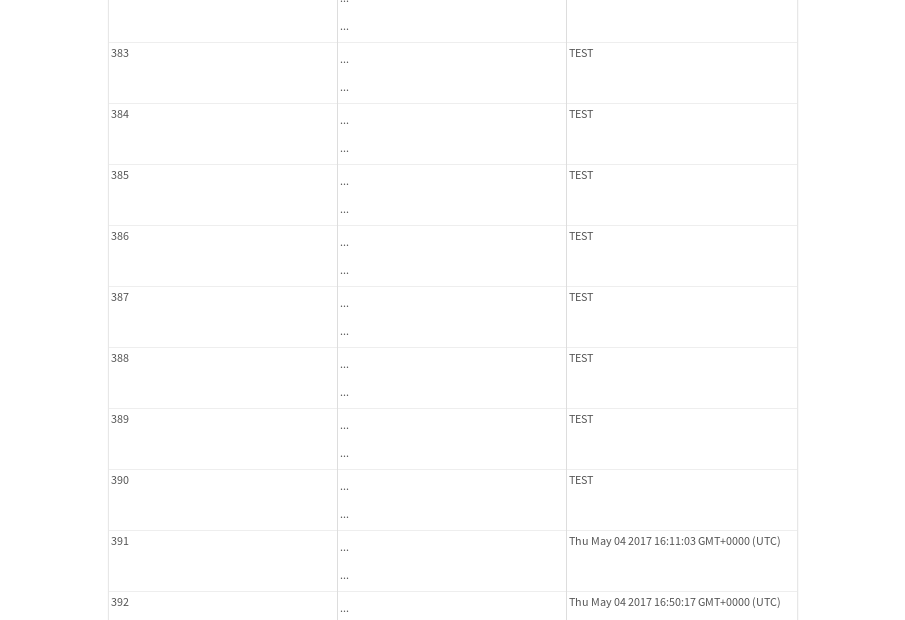 ...
...
383 ... TEST
...
384 ... TEST
...
385 ... TEST
...
386 ... TEST
...
387 ... TEST
...
388 ... TEST
...
389 ... TEST
...
390 ... TEST
...
391 ... Thu May 04 2017 16:11:03 GMT+0000 (UTC)
...
392 ... Thu May 04 2017 16:50:17 GMT+0000 (UTC)